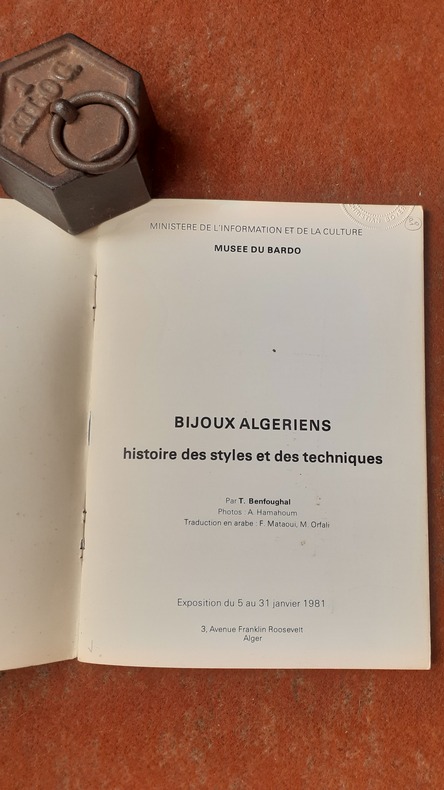 MINISTERE DE L'INFORMATION ET DE LA CULTURE
MUSEE DU BARDO
BIJOUX ALGERIENS
histoire des styles et des techniques
Par T. Benfoughal
Photos : A. Hamahoum
Traduction en arabe : F. Mataoui, M. Orfali
Exposition du 5 au 31 janvier 1981
3, Avenue Franklin Roosevelt
Alger